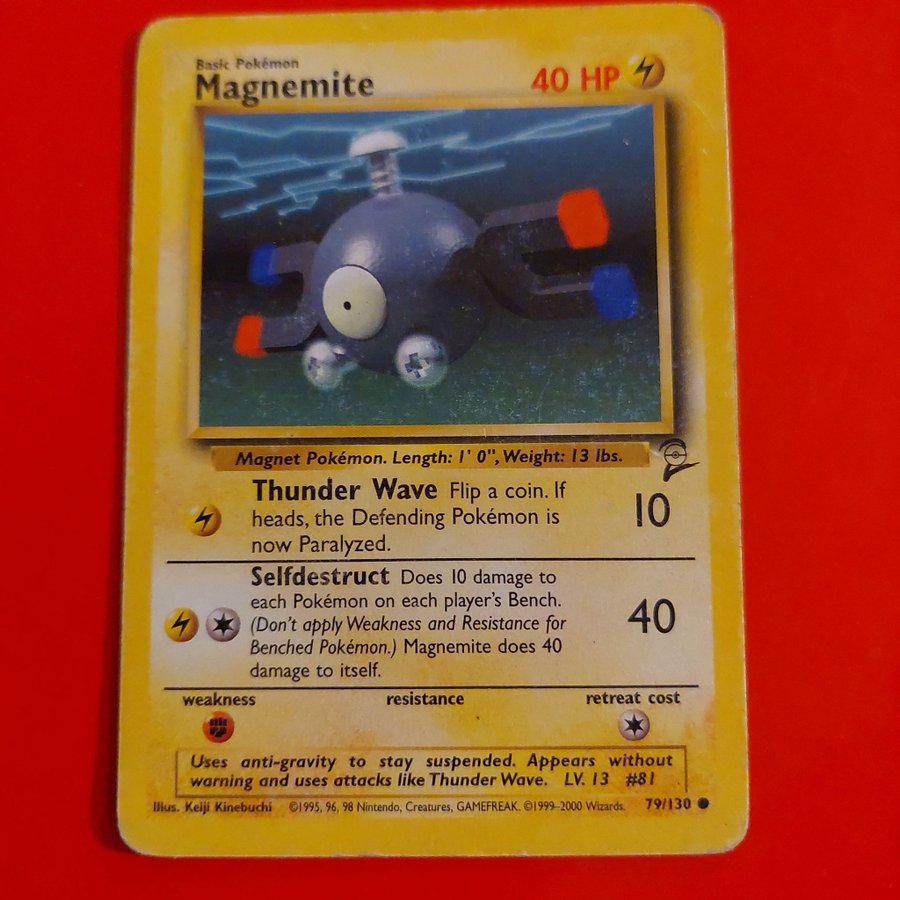 Basic Pokémon
Magnemite
40 HP
Magnet Pokémon. Length: 1' 0", Weight: 13 lbs.
Thunder Wave Flip a coin. If
heads, the Defending Pokémon is
now Paralyzed.
10
Selfdestruct Does 10 damage to
each Pokémon on each player's Bench.
(Don't apply Weakness and Resistance for
Benched Pokémon.) Magnemite does 40
damage to itself.
40
weakness resistance retreat cost
Uses anti-gravity to stay suspended. Appears without
warning and uses attacks like Thunder Wave. LV. 13 #81
Illus. Keiji Kinebuchi ©1995, 96, 98 Nintendo, Creatures, GAMEFREAK. ©1999–2000 Wizards. 79/130